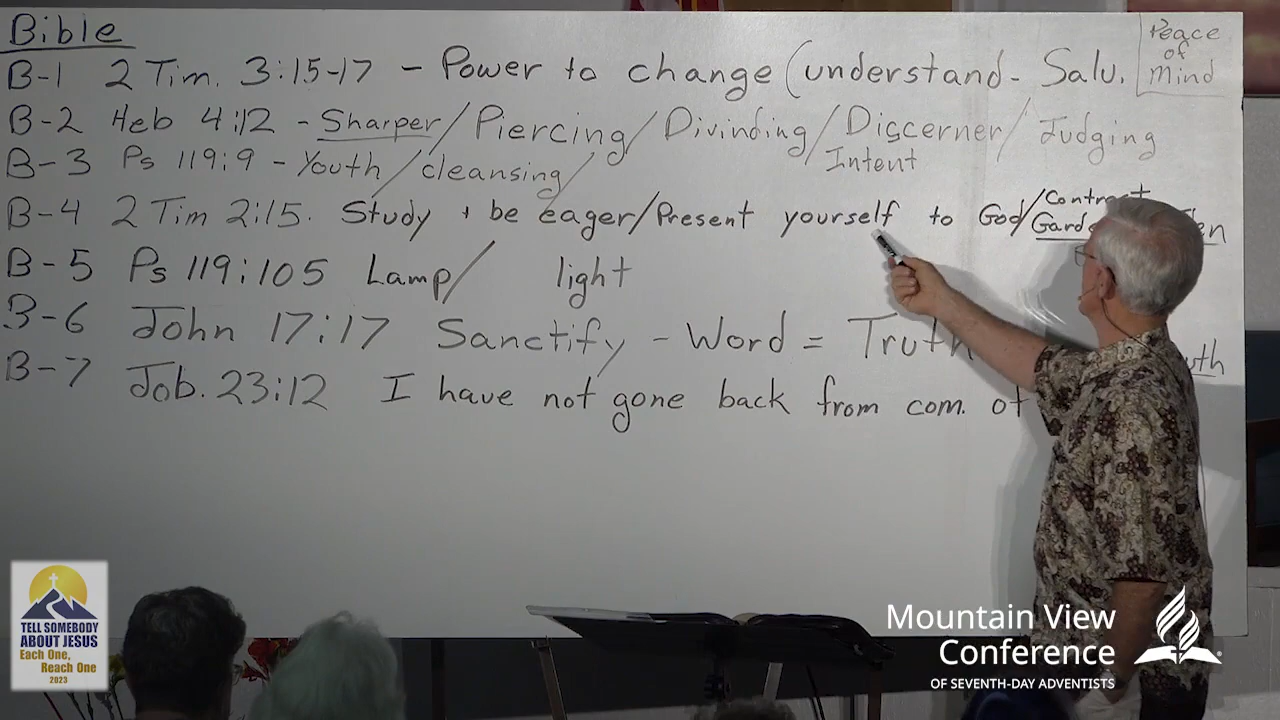 Bible
Peace
of
Mind
B-1 2 Tim. 3:15-17 - Power to change (understand - Salv.
B-2 Heb 4:12 - Sharper/Piercing/Divinding/Discerner/Judging
Intent
B-3 Ps 119:9 - Youth/cleansing/
B-4 2 Tim 2:15. Study + be eager/Present yourself to God/
B-5 Ps 119:105 Lamp/ light
B-6 John 17:17 Sanctify - Word = Truth
B-7 Job. 23:12 I have not gone back from com. of
TELL SOMEBODY
ABOUT JESUS
Each One,
Reach One
2023
Mountain View
Conference
OF SEVENTH-DAY ADVENTISTS